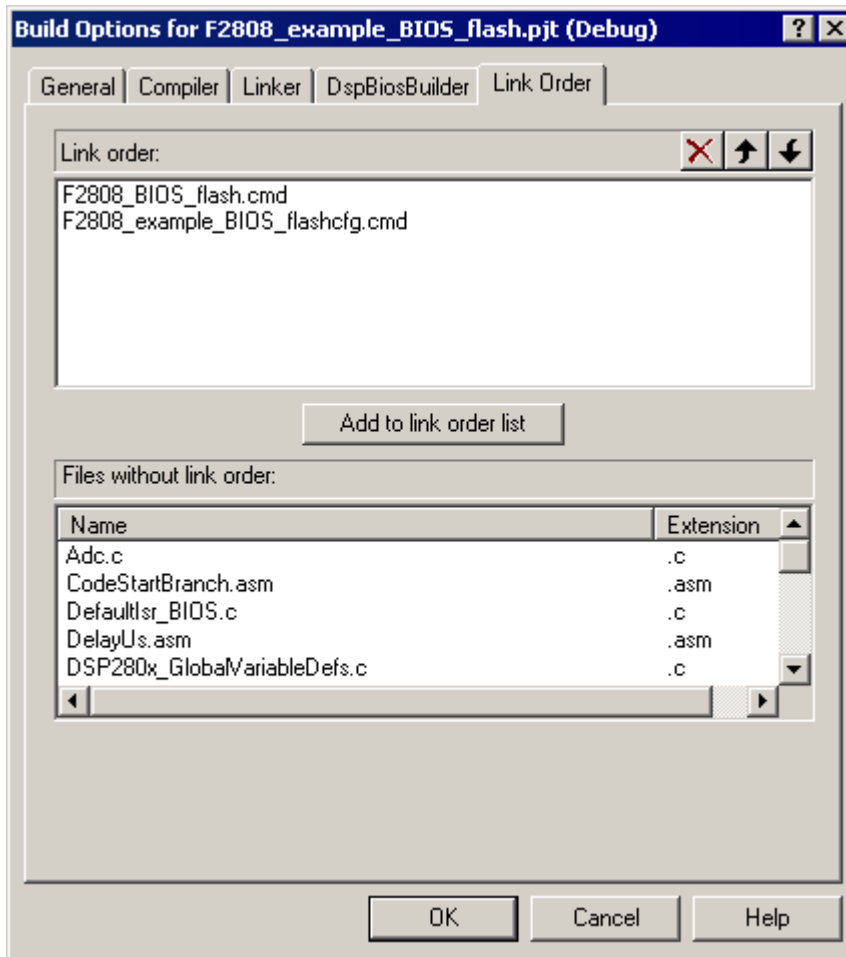 Build Options for F2808_example_BIOS_flash.pjt (Debug)
General Compiler Linker DspBiosBuilder Link Order
Link order:
F2808_BIOS_flash.cmd
F2808_example_BIOS_flashcfg.cmd
Add to link order list
Files without link order:
Name Extension
Adc.c .c
CodeStartBranch.asm .asm
DefaultIsr_BIOS.c .c
DelayUs.asm .asm
DSP280x_GlobalVariableDefs.c .c
OK Cancel Help